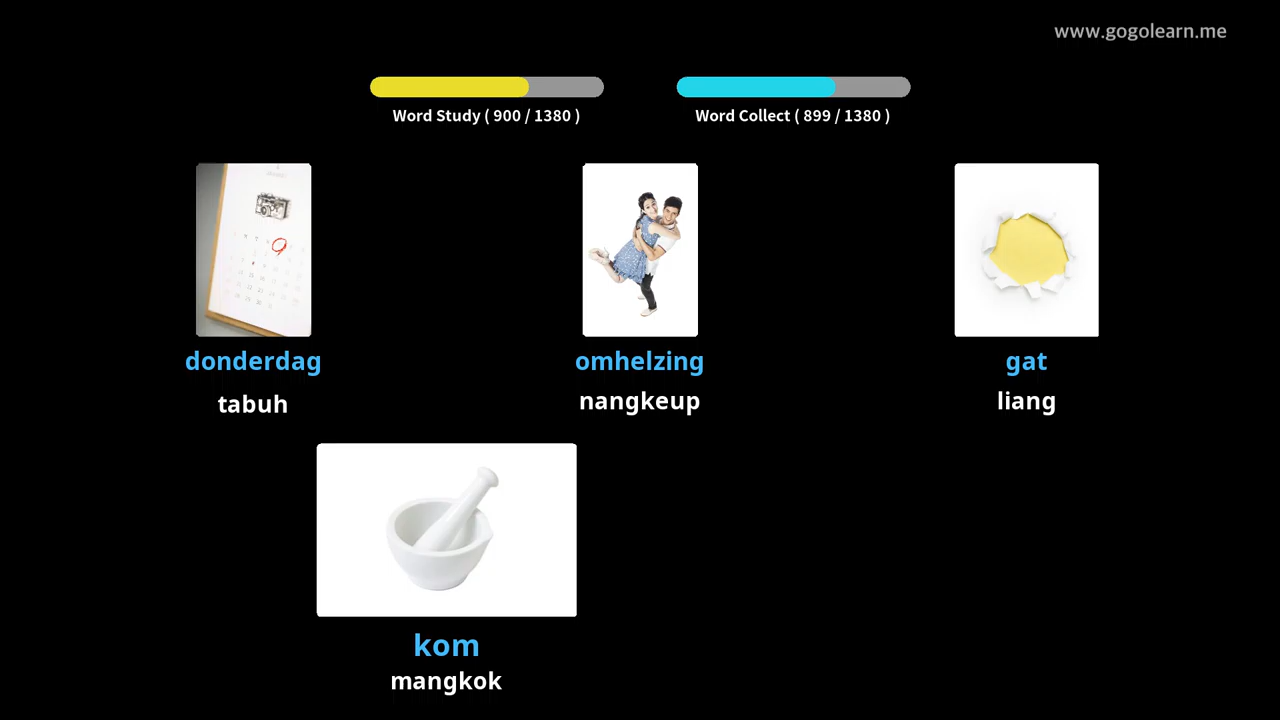 www.gogolearn.me
Word Study ( 900 / 1380 )
Word Collect ( 899 / 1380 )
donderdag
tabuh
omhelzing
nangkeup
gat
liang
kom
mangkok